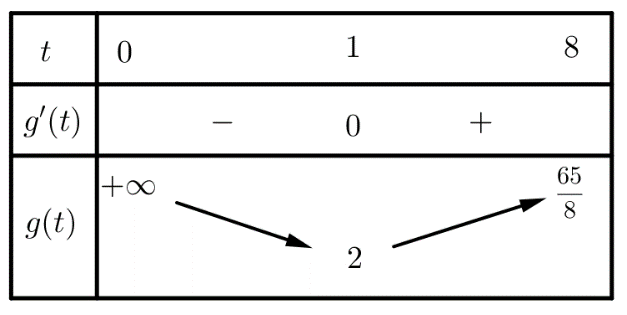 t 0 1 8
g′(t) − 0 +
g(t) +∞ 2 65/8